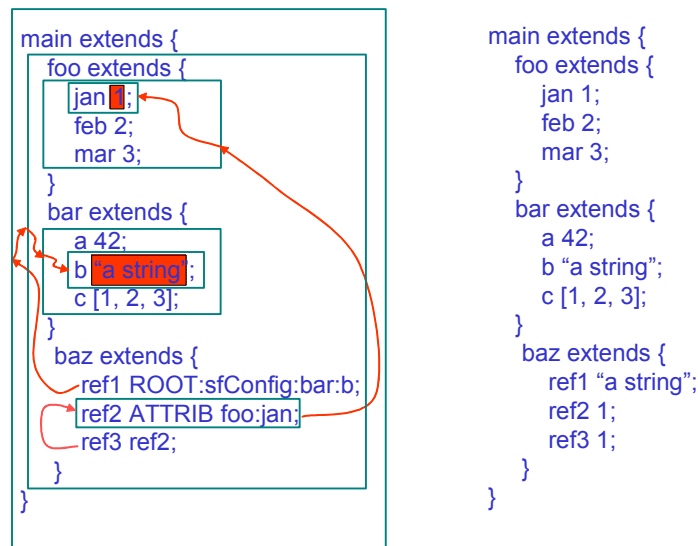 main extends {
foo extends {
jan 1;
feb 2;
mar 3;
}
bar extends {
a 42;
b “a string”;
c [1, 2, 3];
}
baz extends {
ref1 ROOT:sfConfig:bar:b;
ref2 ATTRIB foo:jan;
ref3 ref2;
}
}
main extends {
foo extends {
jan 1;
feb 2;
mar 3;
}
bar extends {
a 42;
b “a string”;
c [1, 2, 3];
}
baz extends {
ref1 “a string”;
ref2 1;
ref3 1;
}
}